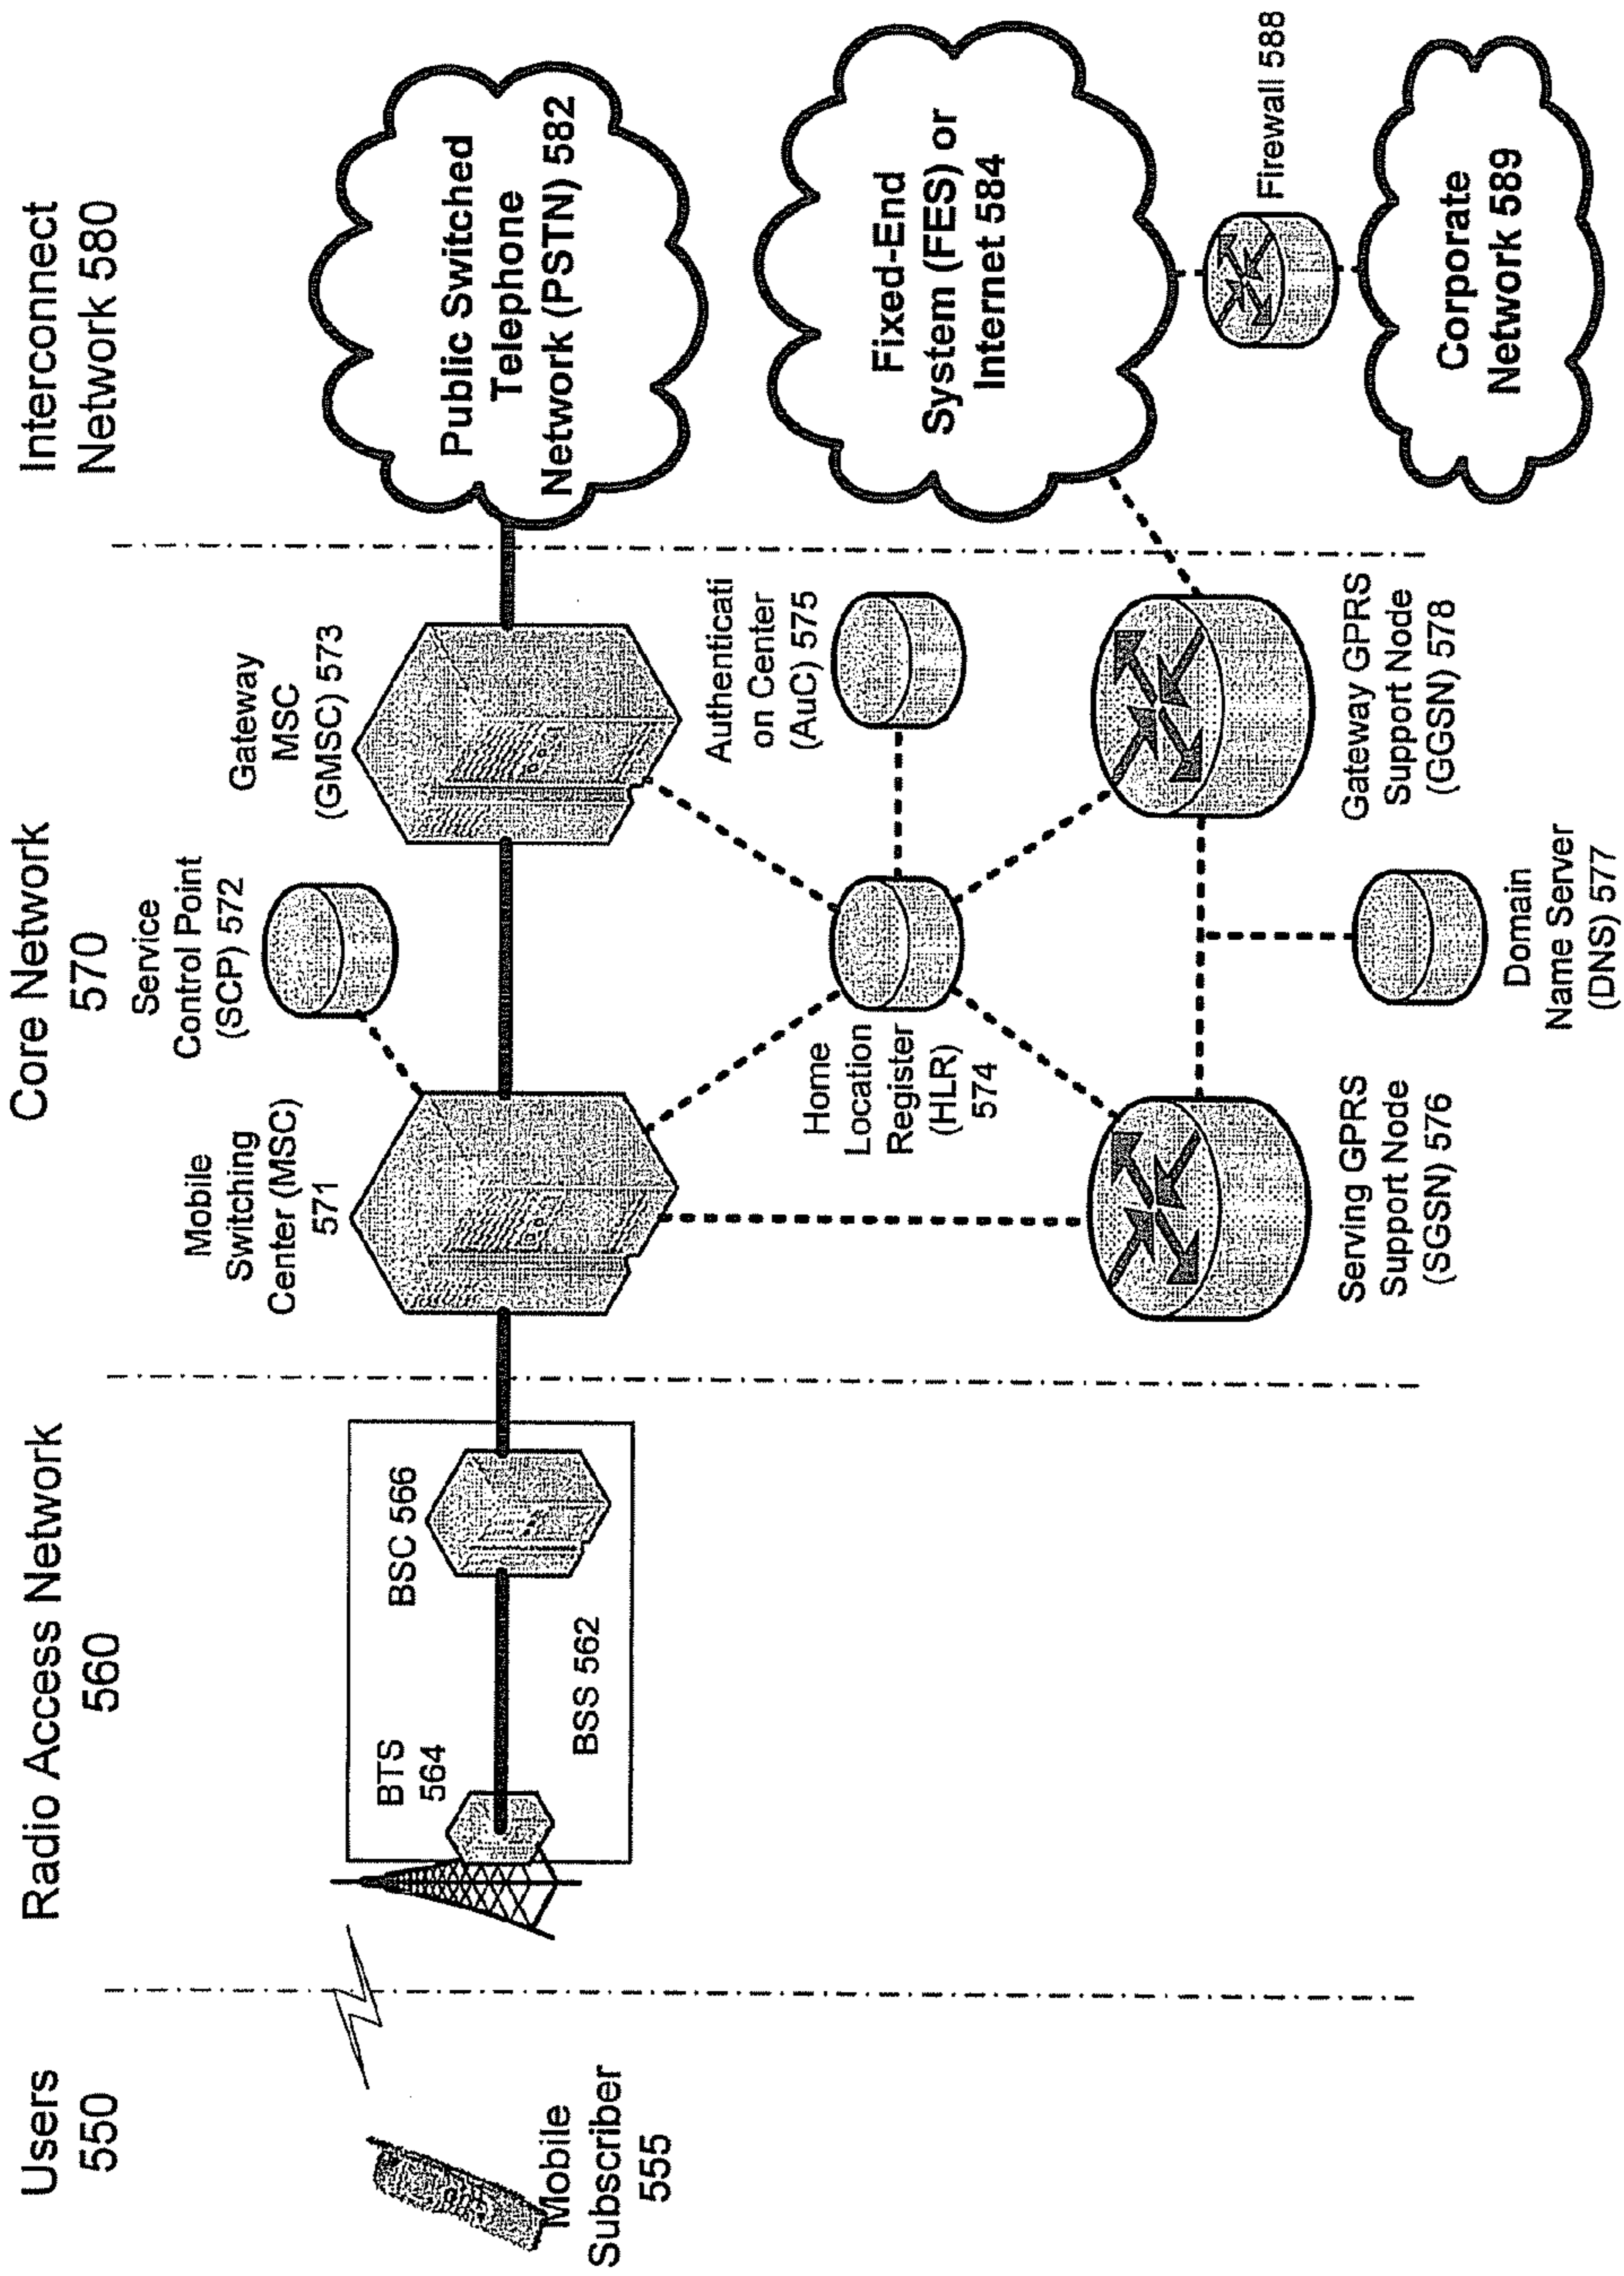 Users
550
Radio Access Network
560
Core Network
570
Interconnect
Network 580
Mobile
Subscriber
555
BTS
564
BSC 566
BSS 562
Mobile
Switching
Center (MSC)
571
Service
Control Point
(SCP) 572
Gateway
MSC
(GMSC) 573
Public Switched
Telephone
Network (PSTN) 582
Home
Location
Register
(HLR)
574
Authenticati
on Center
(AuC) 575
Fixed-End
System (FES) or
Internet 584
Serving GPRS
Support Node
(SGSN) 576
Gateway GPRS
Support Node
(GGSN) 578
Firewall 588
Domain
Name Server
(DNS) 577
Corporate
Network 589